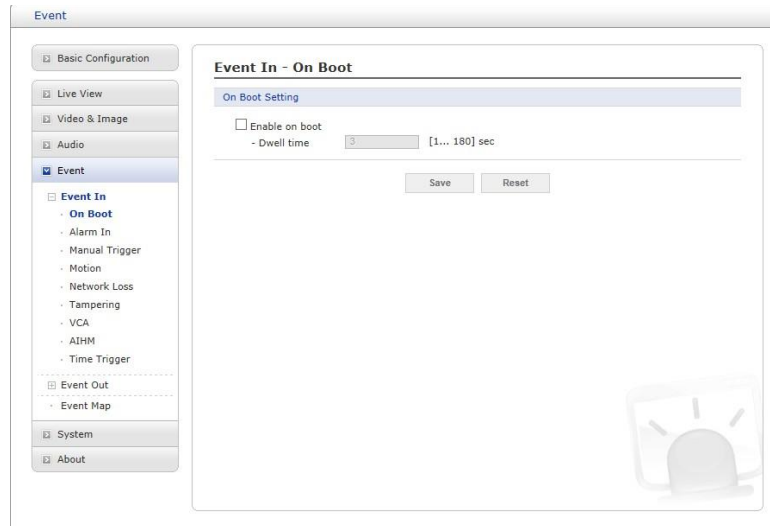 Event
Basic Configuration
Live View
Video & Image
Audio
Event
Event In
On Boot
Alarm In
Manual Trigger
Motion
Network Loss
Tampering
VCA
AIHM
Time Trigger
Event Out
Event Map
System
About
Event In - On Boot
On Boot Setting
Enable on boot
- Dwell time 3 [1... 180] sec
Save Reset